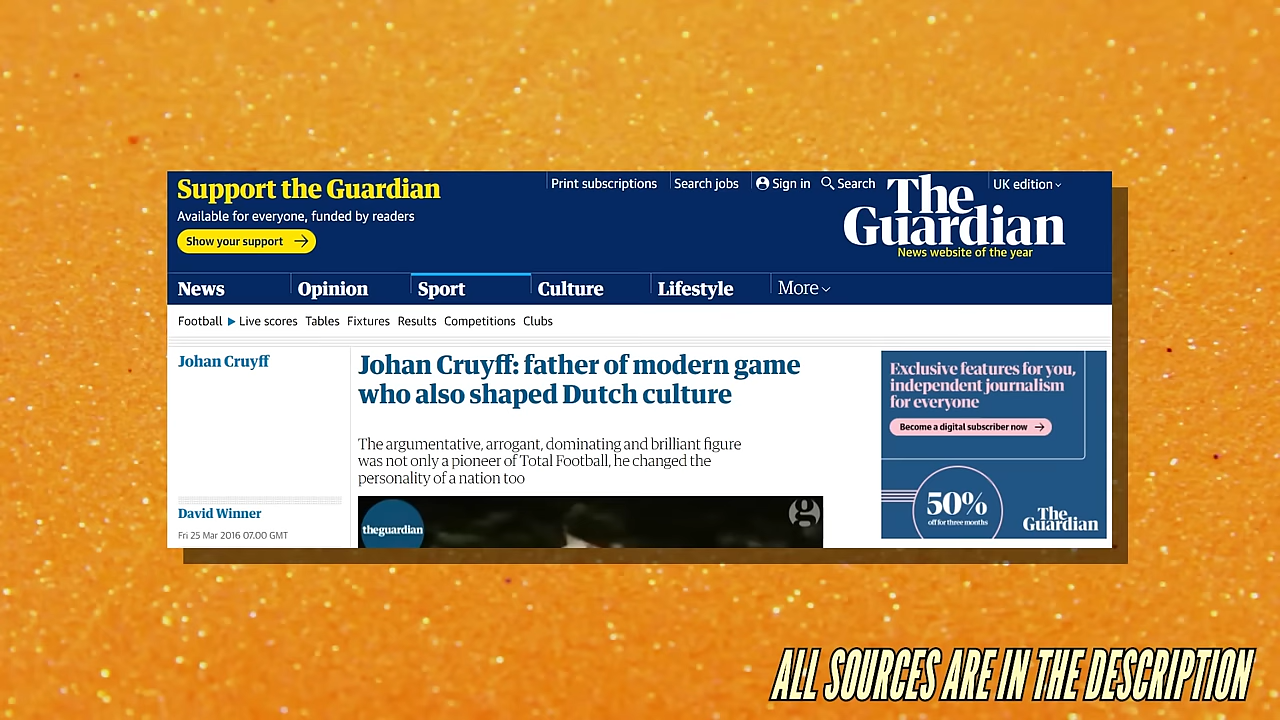 Support the Guardian
Available for everyone, funded by readers
Show your support
Print subscriptions
Search jobs
Sign in
Search
UK edition
The
Guardian
News website of the year
News
Opinion
Sport
Culture
Lifestyle
More
Football
Live scores
Tables
Fixtures
Results
Competitions
Clubs
Johan Cruyff
Johan Cruyff: father of modern game
who also shaped Dutch culture
The argumentative, arrogant, dominating and brilliant figure
was not only a pioneer of Total Football, he changed the
personality of a nation too
David Winner
Fri 25 Mar 2016 07.00 GMT
theguardian
g
Exclusive features for you,
independent journalism
for everyone
Become a digital subscriber now
50%
off for three months
The
Guardian
ALL SOURCES ARE IN THE DESCRIPTION